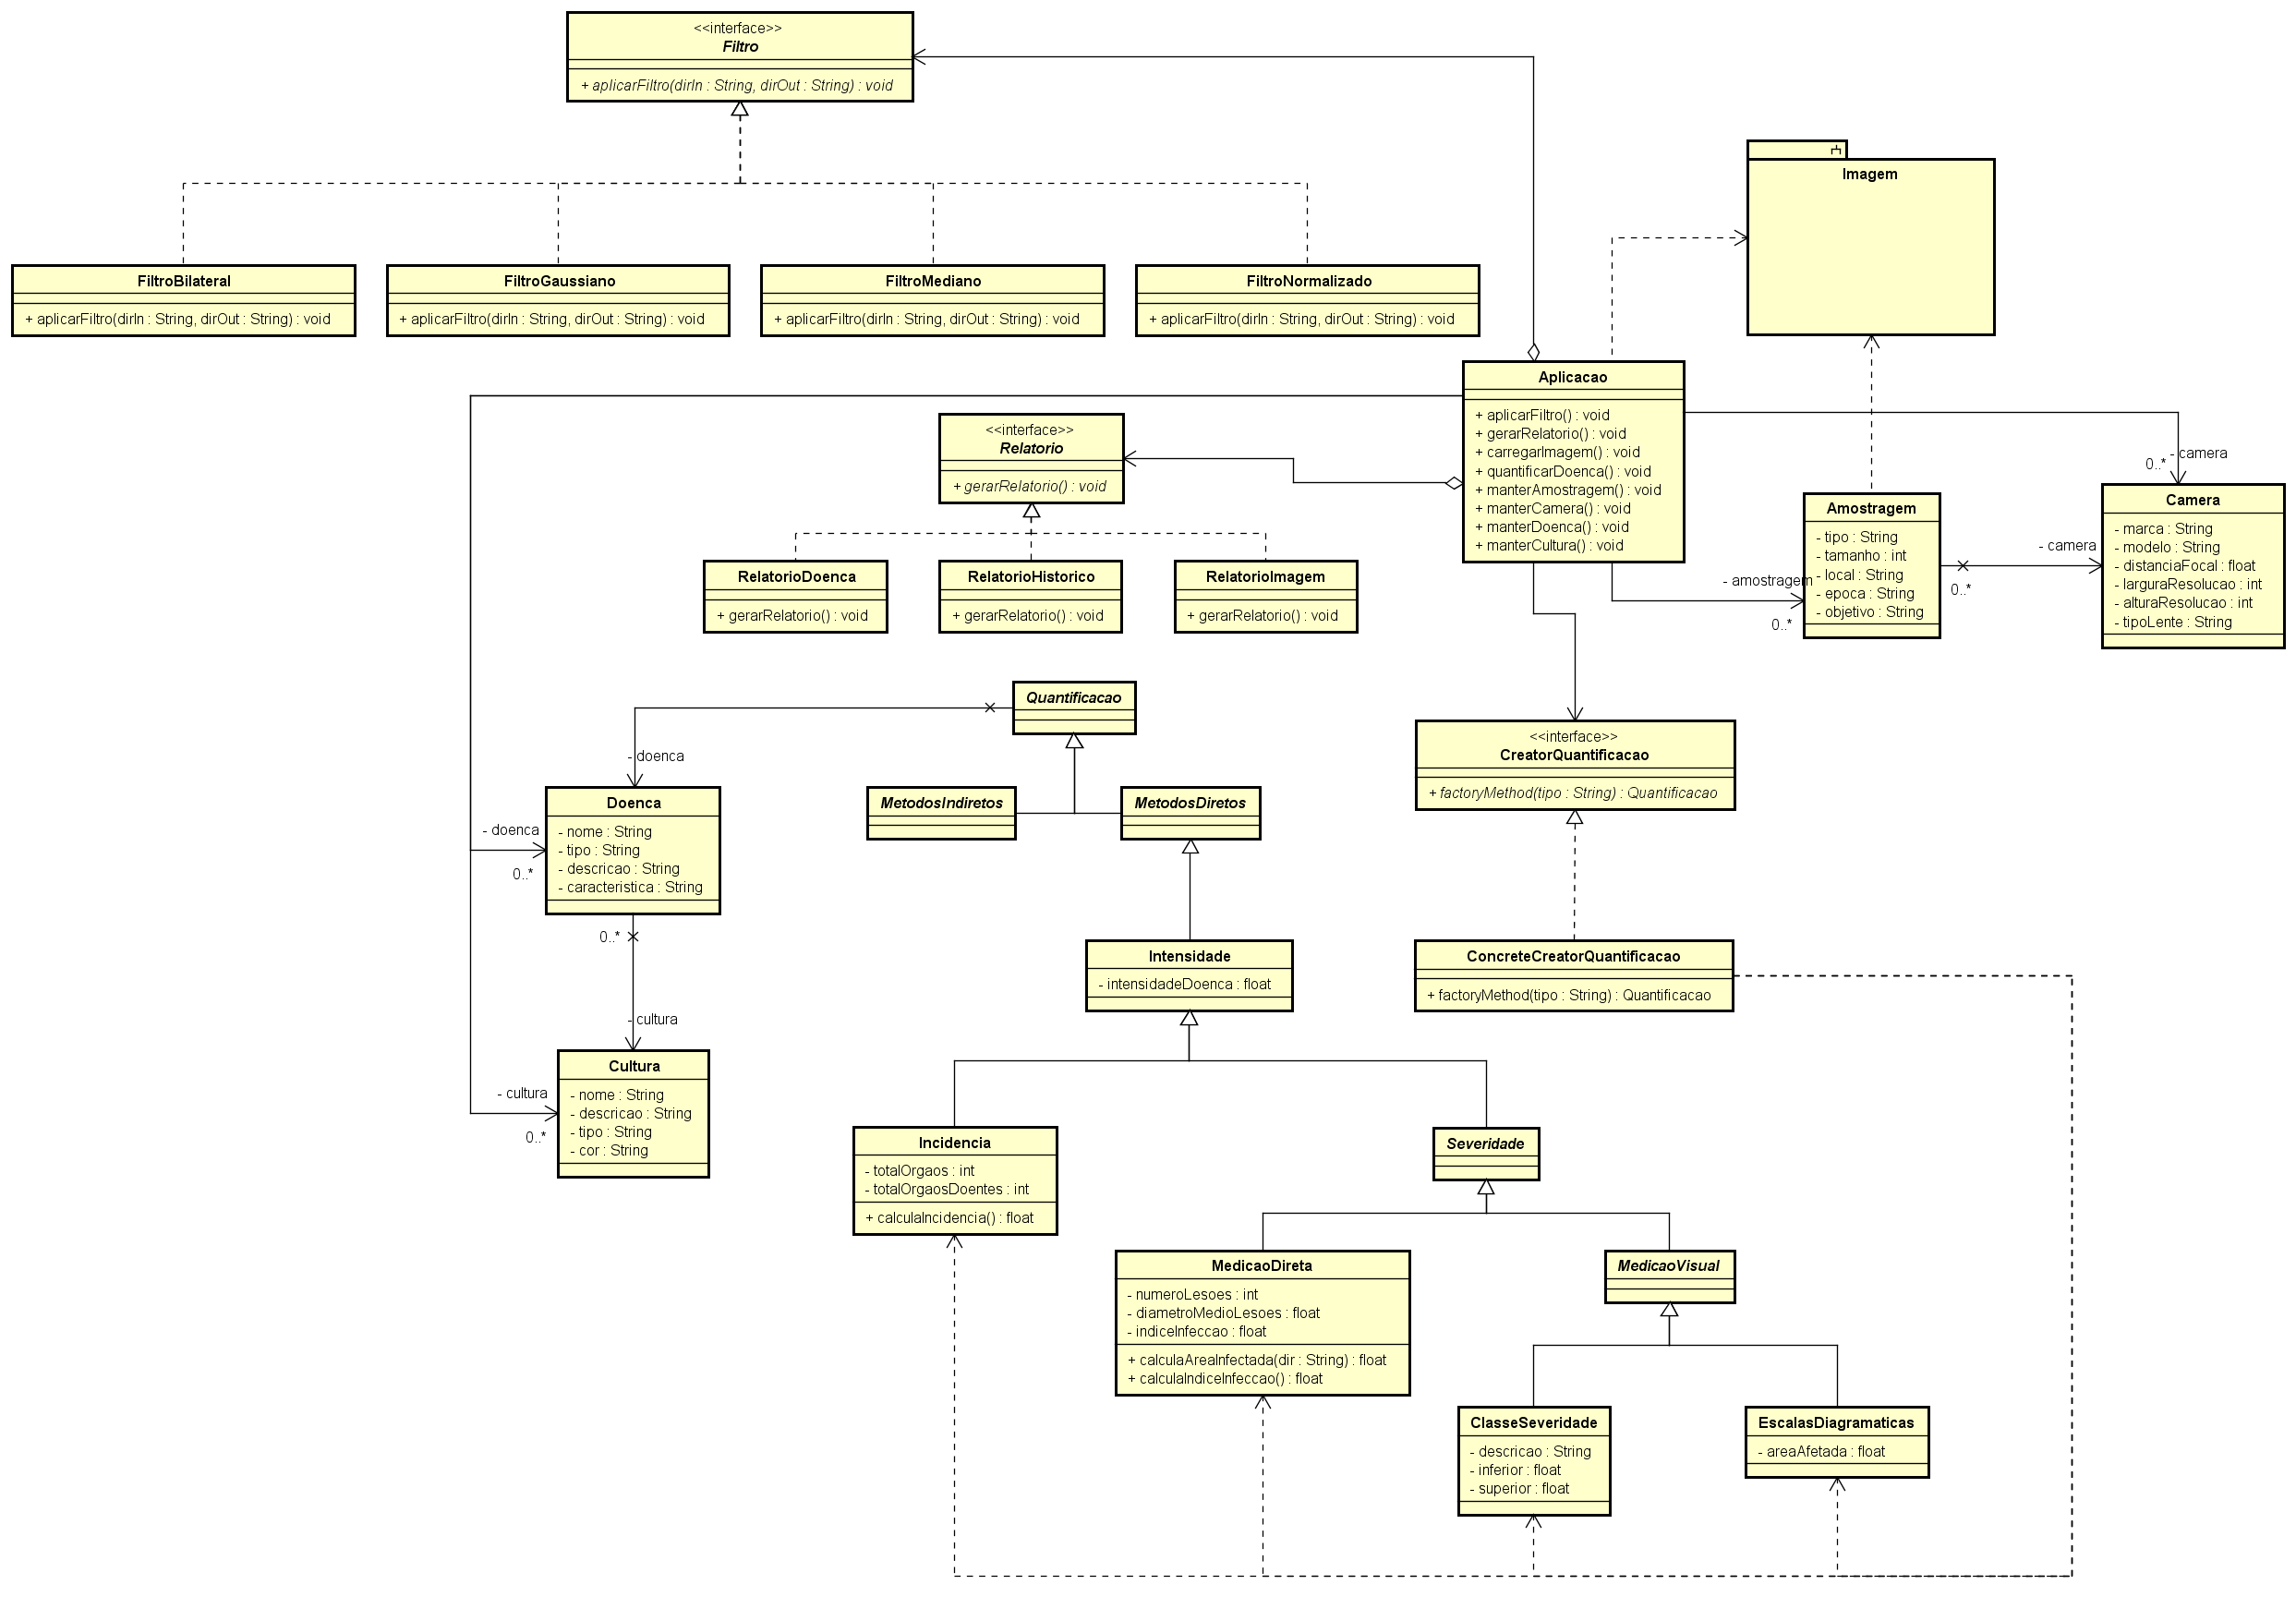 <<interface>>
Filtro
+ aplicarFiltro(dirIn : String, dirOut : String) : void
FiltroBilateral
+ aplicarFiltro(dirIn : String, dirOut : String) : void
FiltroGaussiano
+ aplicarFiltro(dirIn : String, dirOut : String) : void
FiltroMediano
+ aplicarFiltro(dirIn : String, dirOut : String) : void
FiltroNormalizado
+ aplicarFiltro(dirIn : String, dirOut : String) : void
Imagem
Aplicacao
+ aplicarFiltro() : void
+ gerarRelatorio() : void
+ carregarImagem() : void
+ quantificarDoenca() : void
+ manterAmostragem() : void
+ manterCamera() : void
+ manterDoenca() : void
+ manterCultura() : void
<<interface>>
Relatorio
+ gerarRelatorio() : void
RelatorioDoenca
+ gerarRelatorio() : void
RelatorioHistorico
+ gerarRelatorio() : void
RelatorioImagem
+ gerarRelatorio() : void
- camera
0..*
Amostragem
- tipo : String
- tamanho : int
- local : String
- epoca : String
- objetivo : String
- amostragem
0..*
- camera
0..*
Camera
- marca : String
- modelo : String
- distanciaFocal : float
- larguraResolucao : int
- alturaResolucao : int
- tipoLente : String
Quantificacao
- doenca
MetodosIndiretos
MetodosDiretos
<<interface>>
CreatorQuantificacao
+ factoryMethod(tipo : String) : Quantificacao
- doenca
0..*
Doenca
- nome : String
- tipo : String
- descricao : String
- caracteristica : String
0..*
- cultura
Intensidade
- intensidadeDoenca : float
ConcreteCreatorQuantificacao
+ factoryMethod(tipo : String) : Quantificacao
- cultura
0..*
Cultura
- nome : String
- descricao : String
- tipo : String
- cor : String
Incidencia
- totalOrgaos : int
- totalOrgaosDoentes : int
+ calculaIncidencia() : float
Severidade
MedicaoDireta
- numeroLesoes : int
- diametroMedioLesoes : float
- indiceInfeccao : float
+ calculaAreaInfectada(dir : String) : float
+ calculaIndiceInfeccao() : float
MedicaoVisual
ClasseSeveridade
- descricao : String
- inferior : float
- superior : float
EscalasDiagramaticas
- areaAfetada : float